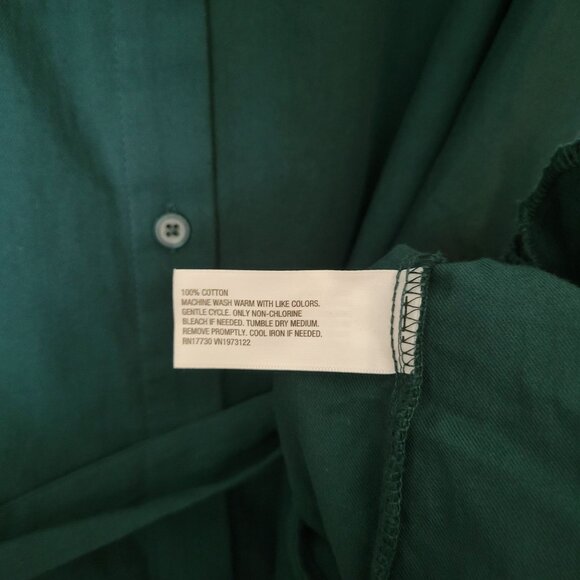 100% COTTON
MACHINE WASH WARM WITH LIKE COLORS.
GENTLE CYCLE. ONLY NON-CHLORINE
BLEACH IF NEEDED. TUMBLE DRY MEDIUM.
REMOVE PROMPTLY. COOL IRON IF NEEDED.
RN17730 VN1973122